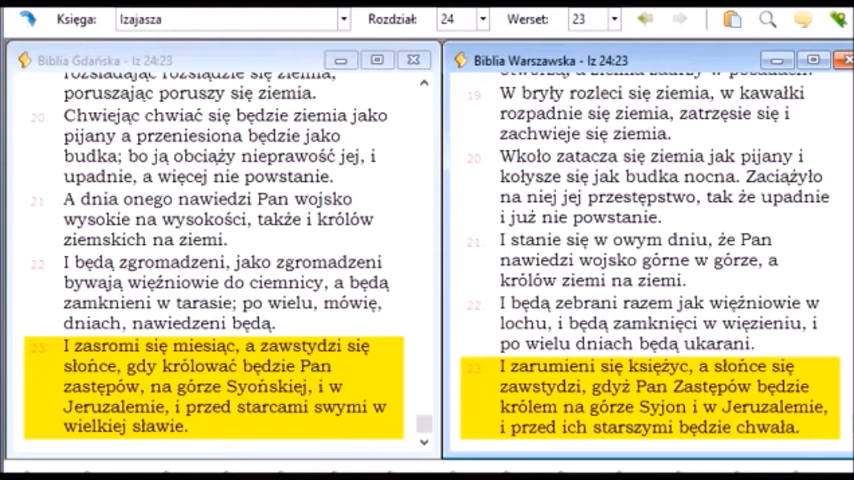 Księga: Izajasza Rozdział: 24 Werset: 23
Biblia Gdańska - Iz 24:23
rozsiadając rozsiądzie się ziemia,
poruszając poruszy się ziemia.
20 Chwiejąc chwiać się będzie ziemia jako
pijany a przeniesiona będzie jako
budka; bo ją obciąży nieprawość jej, i
upadnie, a więcej nie powstanie.
21 A dnia onego nawiedzi Pan wojsko
wysokie na wysokości, także i królów
ziemskich na ziemi.
22 I będą zgromadzeni, jako zgromadzeni
bywają więźniowie do ciemnicy, a będą
zamknieni w tarasie; po wielu, mówię,
dniach, nawiedzeni będą.
23 I zasromi się miesiąc, a zawstydzi się
słońce, gdy królować będzie Pan
zastępów, na górze Syońskiej, i w
Jeruzalemie, i przed starcami swymi w
wielkiej sławie.
Biblia Warszawska - Iz 24:23
19. W bryły rozleci się ziemia, w kawałki
rozpadnie się ziemia, zatrzęsie się i
zachwieje się ziemia.
20. Wkoło zatacza się ziemia jak pijany i
kołysze się jak budka nocna. Zaciążyło
na niej jej przestępstwo, tak że upadnie
i już nie powstanie.
21. I stanie się w owym dniu, że Pan
nawiedzi wojsko górne w górze, a
królów ziemi na ziemi.
22. I będą zebrani razem jak więźniowie w
lochu, i będą zamknięci w więzieniu, i
po wielu dniach będą ukarani.
23. I zarumieni się księżyc, a słońce się
zawstydzi, gdyż Pan Zastępów będzie
królem na górze Syjon i w Jeruzalemie,
i przed ich starszymi będzie chwała.